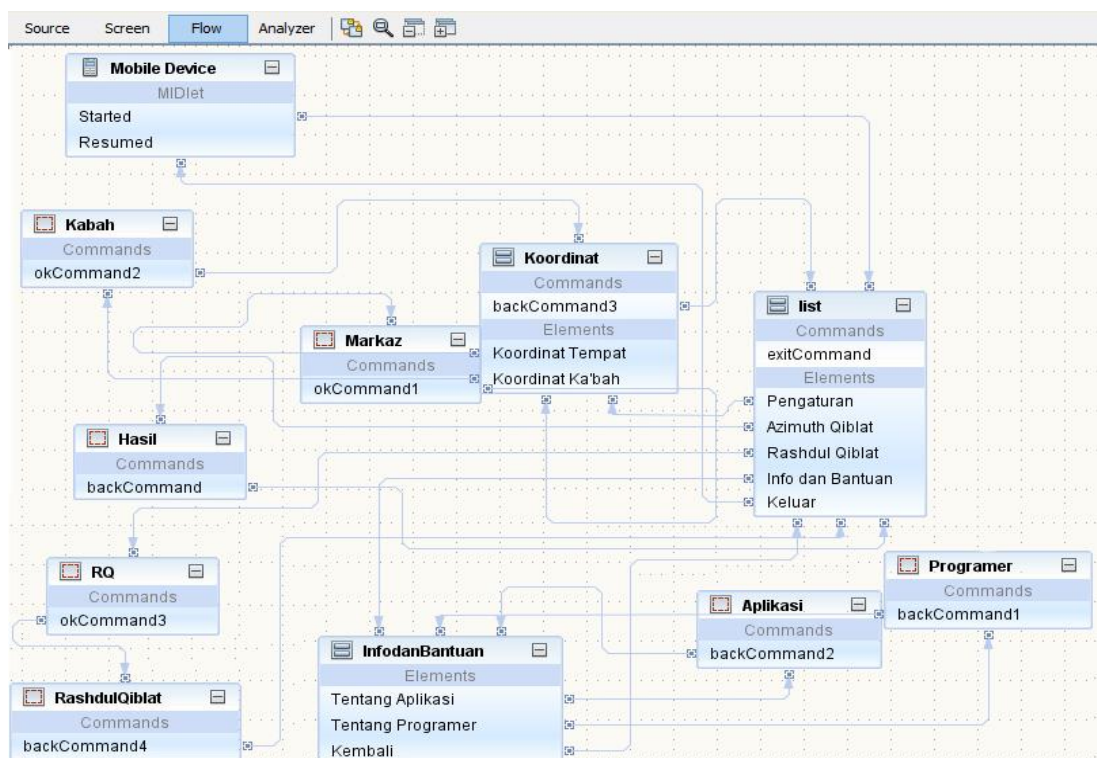 Source Screen Flow Analyzer
Mobile Device
MIDlet
Started
Resumed
Kabah
Commands
okCommand2
Koordinat
Commands
backCommand3
Elements
Koordinat Tempat
Koordinat Ka'bah
Markaz
Commands
okCommand1
list
Commands
exitCommand
Elements
Pengaturan
Azimuth Qiblat
Rashdul Qiblat
Info dan Bantuan
Keluar
Hasil
Commands
backCommand
RQ
Commands
okCommand3
RashdulQiblat
Commands
backCommand4
InfodanBantuan
Elements
Tentang Aplikasi
Tentang Programer
Kembali
Aplikasi
Commands
backCommand2
Programer
Commands
backCommand1